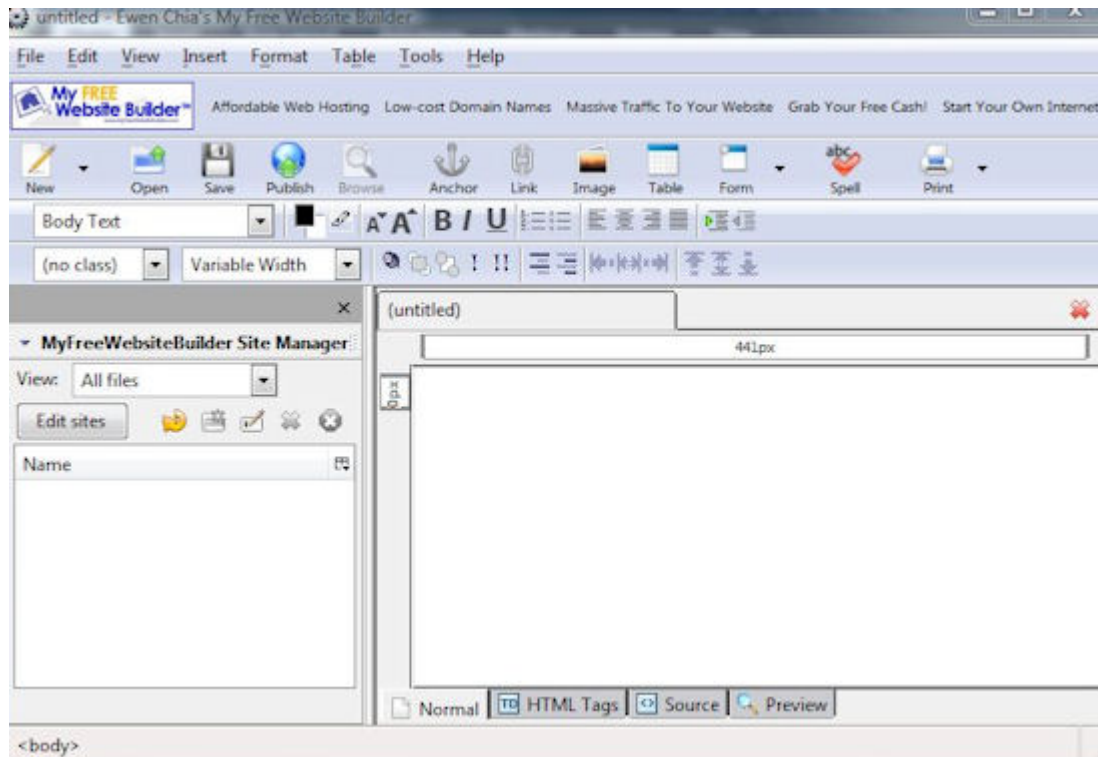 untitled - Ewen Chia's My Free Website Builder
File Edit View Insert Format Table Tools Help
My FREE
Website Builder™ Affordable Web Hosting Low-cost Domain Names Massive Traffic To Your Website Grab Your Free Cash! Start Your Own Internet
abc
New Open Save Publish Browse Anchor Link Image Table Form Spell Print
Body Text A A B I U
(no class) Variable Width ! !!
(untitled)
MyFreeWebsiteBuilder Site Manager
441px
View: All files
0px
Edit sites
Name
Normal TD HTML Tags Source Preview
<body>